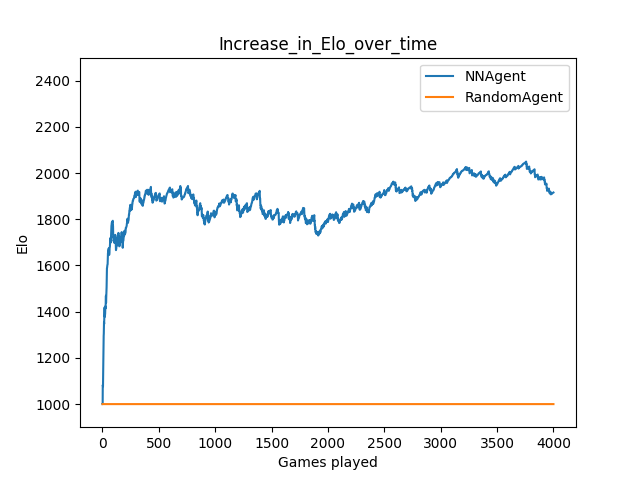 Increase_in_Elo_over_time
NNAgent
RandomAgent
2400
2200
2000
1800
1600
1400
1200
1000
Elo
0 500 1000 1500 2000 2500 3000 3500 4000
Games played